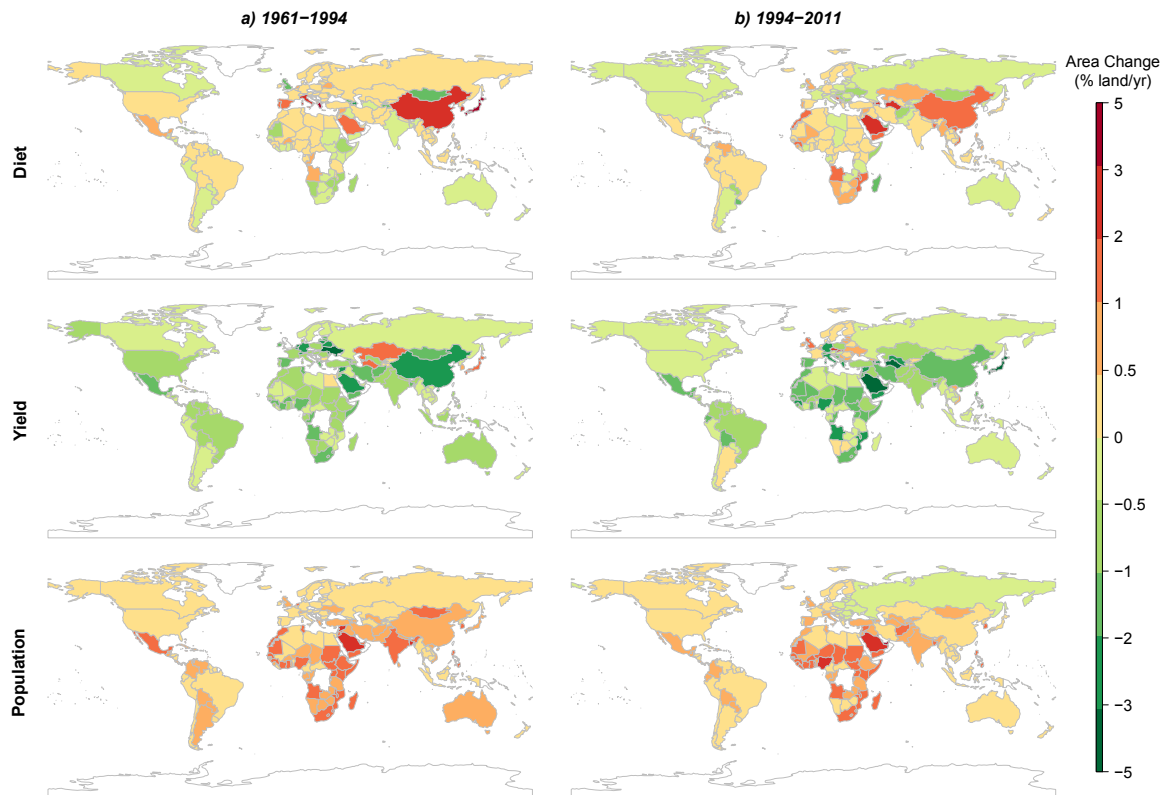 a) 1961−1994
b) 1994−2011
Area Change
(% land/yr)
Diet
Yield
Population
5
3
2
1
0.5
0
−0.5
−1
−2
−3
−5